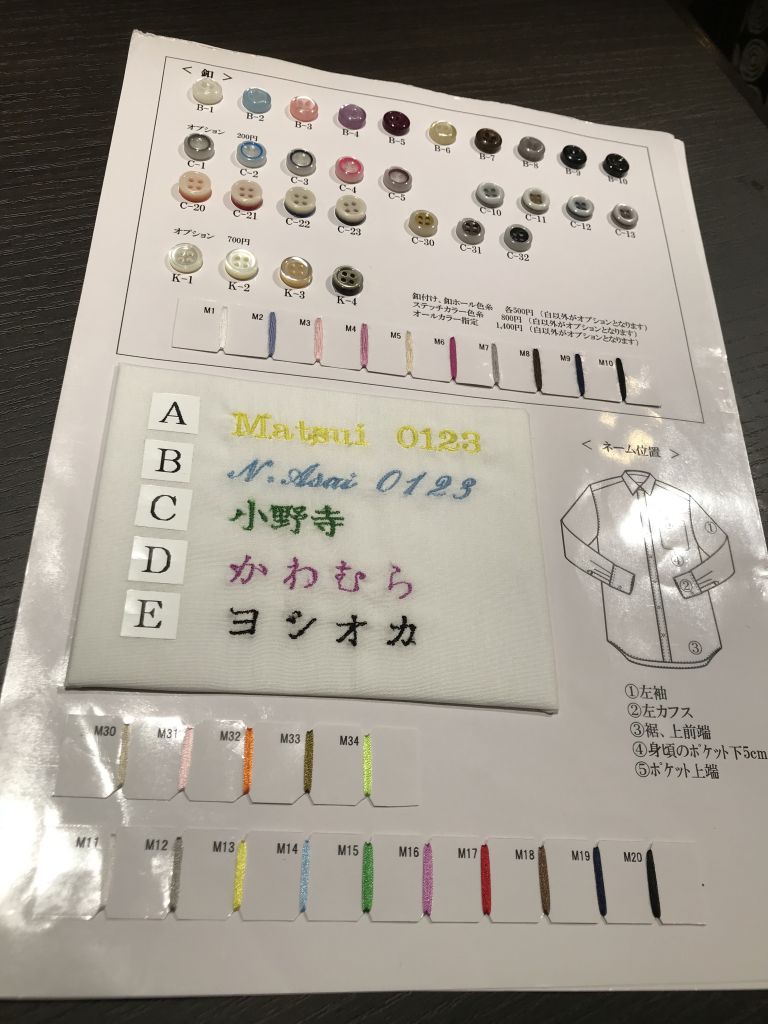 < 釦 >
B-1 B-2 B-3 B-4 B-5 B-6 B-7 B-8 B-9 B-10
オプション 200円
C-1 C-2 C-3 C-4 C-5 C-10 C-11 C-12 C-13
C-20 C-21 C-22 C-23 C-30 C-31 C-32
オプション 700円
K-1 K-2 K-3 K-4
釦付け、釦ホール色糸 各500円 (白以外がオプションとなります)
ステッチカラー色糸 800円 (白以外がオプションとなります)
オールカラー指定 1,400円 (白以外がオプションとなります)
M1 M2 M3 M4 M5 M6 M7 M8 M9 M10
A Matsui 0123
B N.Asai 0123
C 小野寺
D かわむら
E ヨシオカ
< ネーム位置 >
①
④
②
③
①左袖
②左カフス
③裾、上前端
④身頃のポケット下5cm
⑤ポケット上端
M30 M31 M32 M33 M34
M11 M12 M13 M14 M15 M16 M17 M18 M19 M20